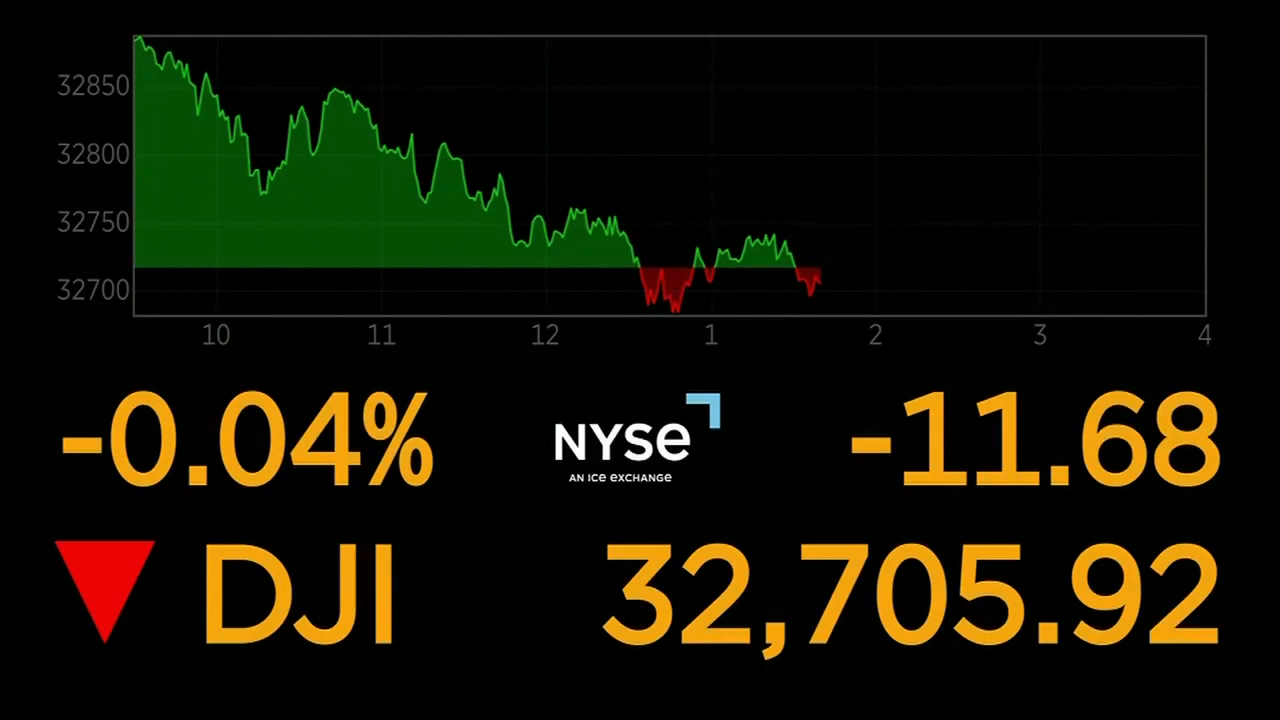 32850
32800
32750
32700
10 11 12 1 2 3 4
-0.04% NYSE -11.68
AN ICE EXCHANGE
DJI 32,705.92